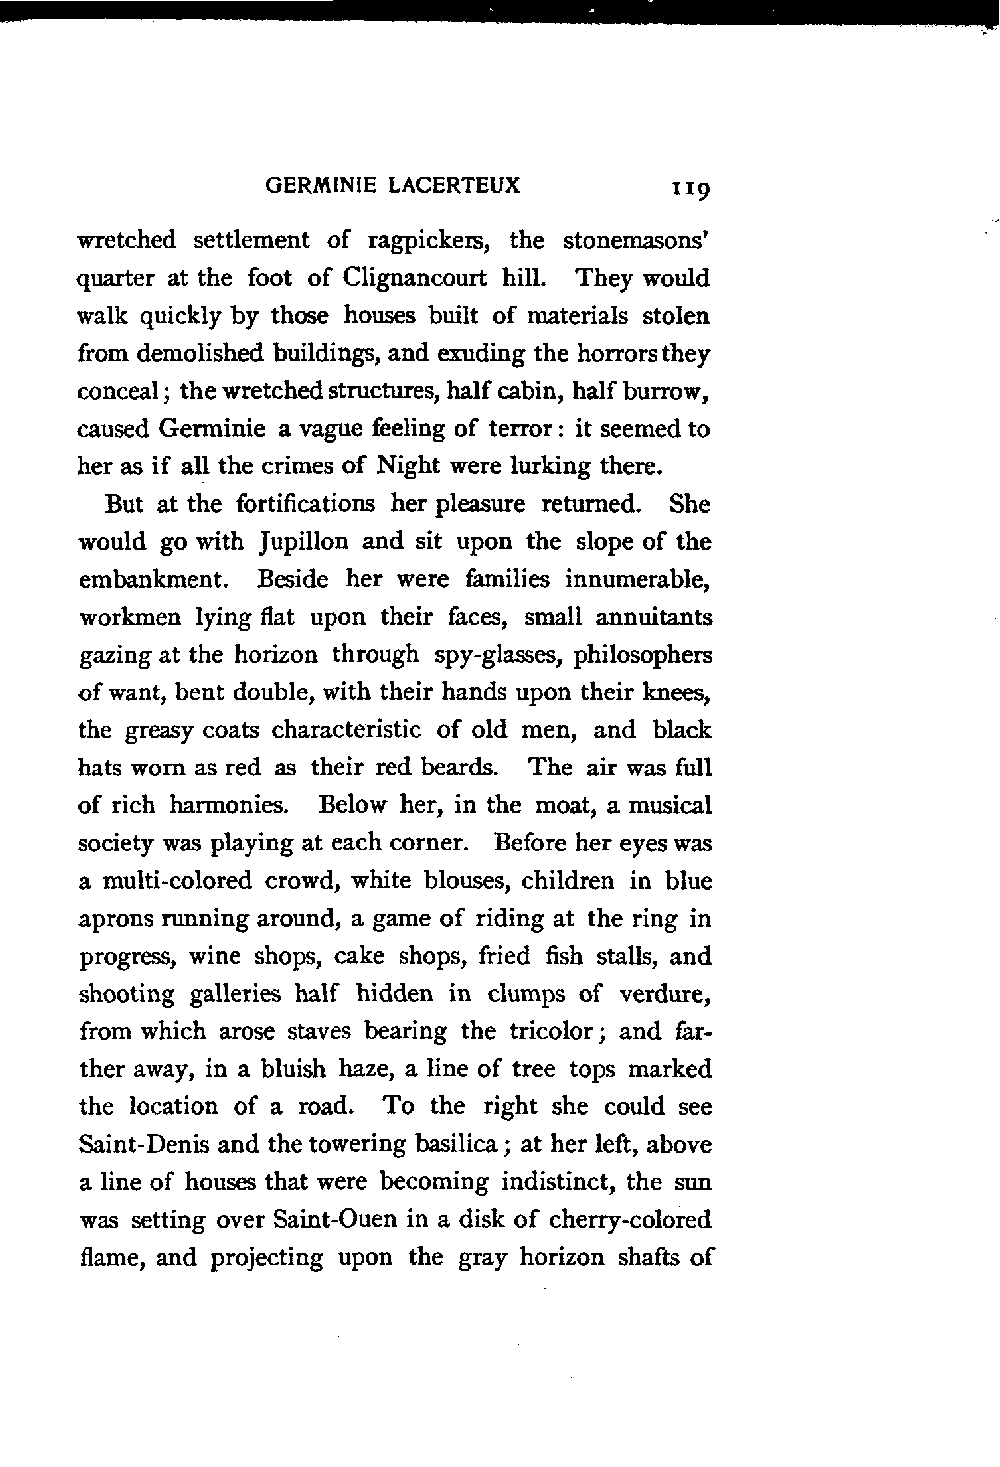 GERMINIE LACERTEUX 119
wretched settlement of ragpickers, the stonemasons'
quarter at the foot of Clignancourt hill. They would
walk quickly by those houses built of materials stolen
from demolished buildings, and exuding the horrors they
conceal; the wretched structures, half cabin, half burrow,
caused Germinie a vague feeling of terror: it seemed to
her as if all the crimes of Night were lurking there.
But at the fortifications her pleasure returned. She
would go with Jupillon and sit upon the slope of the
embankment. Beside her were families innumerable,
workmen lying flat upon their faces, small annuitants
gazing at the horizon through spy-glasses, philosophers
of want, bent double, with their hands upon their knees,
the greasy coats characteristic of old men, and black
hats worn as red as their red beards. The air was full
of rich harmonies. Below her, in the moat, a musical
society was playing at each corner. Before her eyes was
a multi-colored crowd, white blouses, children in blue
aprons running around, a game of riding at the ring in
progress, wine shops, cake shops, fried fish stalls, and
shooting galleries half hidden in clumps of verdure,
from which arose staves bearing the tricolor; and far-
ther away, in a bluish haze, a line of tree tops marked
the location of a road. To the right she could see
Saint-Denis and the towering basilica; at her left, above
a line of houses that were becoming indistinct, the sun
was setting over Saint-Ouen in a disk of cherry-colored
flame, and projecting upon the gray horizon shafts of